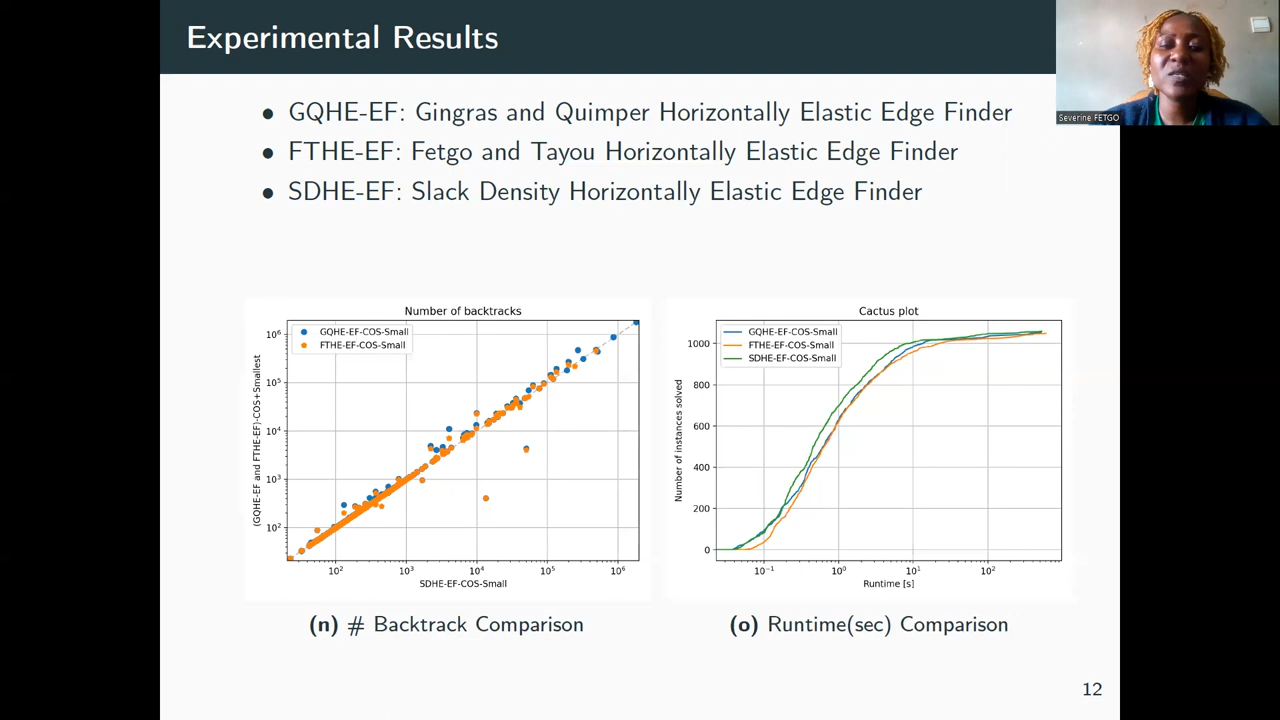 Experimental Results
Severine FETGO
• GQHE-EF: Gingras and Quimper Horizontally Elastic Edge Finder
• FTHE-EF: Fetgo and Tayou Horizontally Elastic Edge Finder
• SDHE-EF: Slack Density Horizontally Elastic Edge Finder
Number of backtracks
GQHE-EF-COS-Small
FTHE-EF-COS-Small
(GQHE-EF and FTHE-EF)-COS+Smallest
10⁶
10⁵
10⁴
10³
10²
10² 10³ 10⁴ 10⁵ 10⁶
SDHE-EF-COS-Small
(n) # Backtrack Comparison
Cactus plot
GQHE-EF-COS-Small
FTHE-EF-COS-Small
SDHE-EF-COS-Small
Number of instances solved
1000
800
600
400
200
0
10⁻¹ 10⁰ 10¹ 10²
Runtime [s]
(o) Runtime(sec) Comparison
12